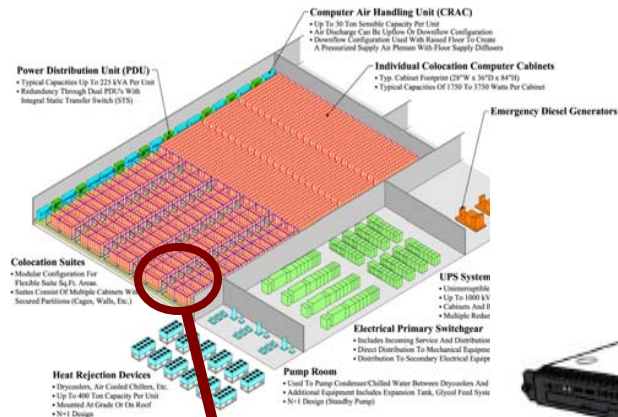 Computer Air Handling Unit (CRAC)
• Up To 30 Ton Sensible Capacity Per Unit
• Air Discharge Can Be Upflow Or Downflow Configuration
• Downflow Configuration Used With Raised Floor To Create
A Pressurized Supply Air Plenum With Floor Supply Diffusers
Power Distribution Unit (PDU)
• Typical Capacities Up To 225 kVA Per Unit
• Redundancy Through Dual PDU's With
Integral Static Transfer Switch (STS)
Individual Colocation Computer Cabinets
• Typ. Cabinet Footprint (28"W x 36"D x 84"H)
• Typical Capacities Of 1750 To 3750 Watts Per Cabinet
Emergency Diesel Generators
Colocation Suites
• Modular Configuration For
Flexible Suite Sq.Ft. Areas.
• Suites Consist Of Multiple Cabinets With
Secured Partitions (Cages, Walls, Etc.)
UPS System
• Uninterruptible
• Up To 1000 kV
• Cabinets And B
• Multiple Redun
Electrical Primary Switchgear
• Includes Incoming Service And Distribution
• Direct Distribution To Mechanical Equipme
• Distribution To Secondary Electrical Equipm
Heat Rejection Devices
• Drycoolers, Air Cooled Chillers, Etc.
• Up To 400 Ton Capacity Per Unit
• Mounted At Grade Or On Roof
• N+1 Design
Pump Room
• Used To Pump Condenser/Chilled Water Between Drycoolers And
• Additional Equipment Includes Expansion Tank, Glycol Feed Syste
• N+1 Design (Standby Pump)